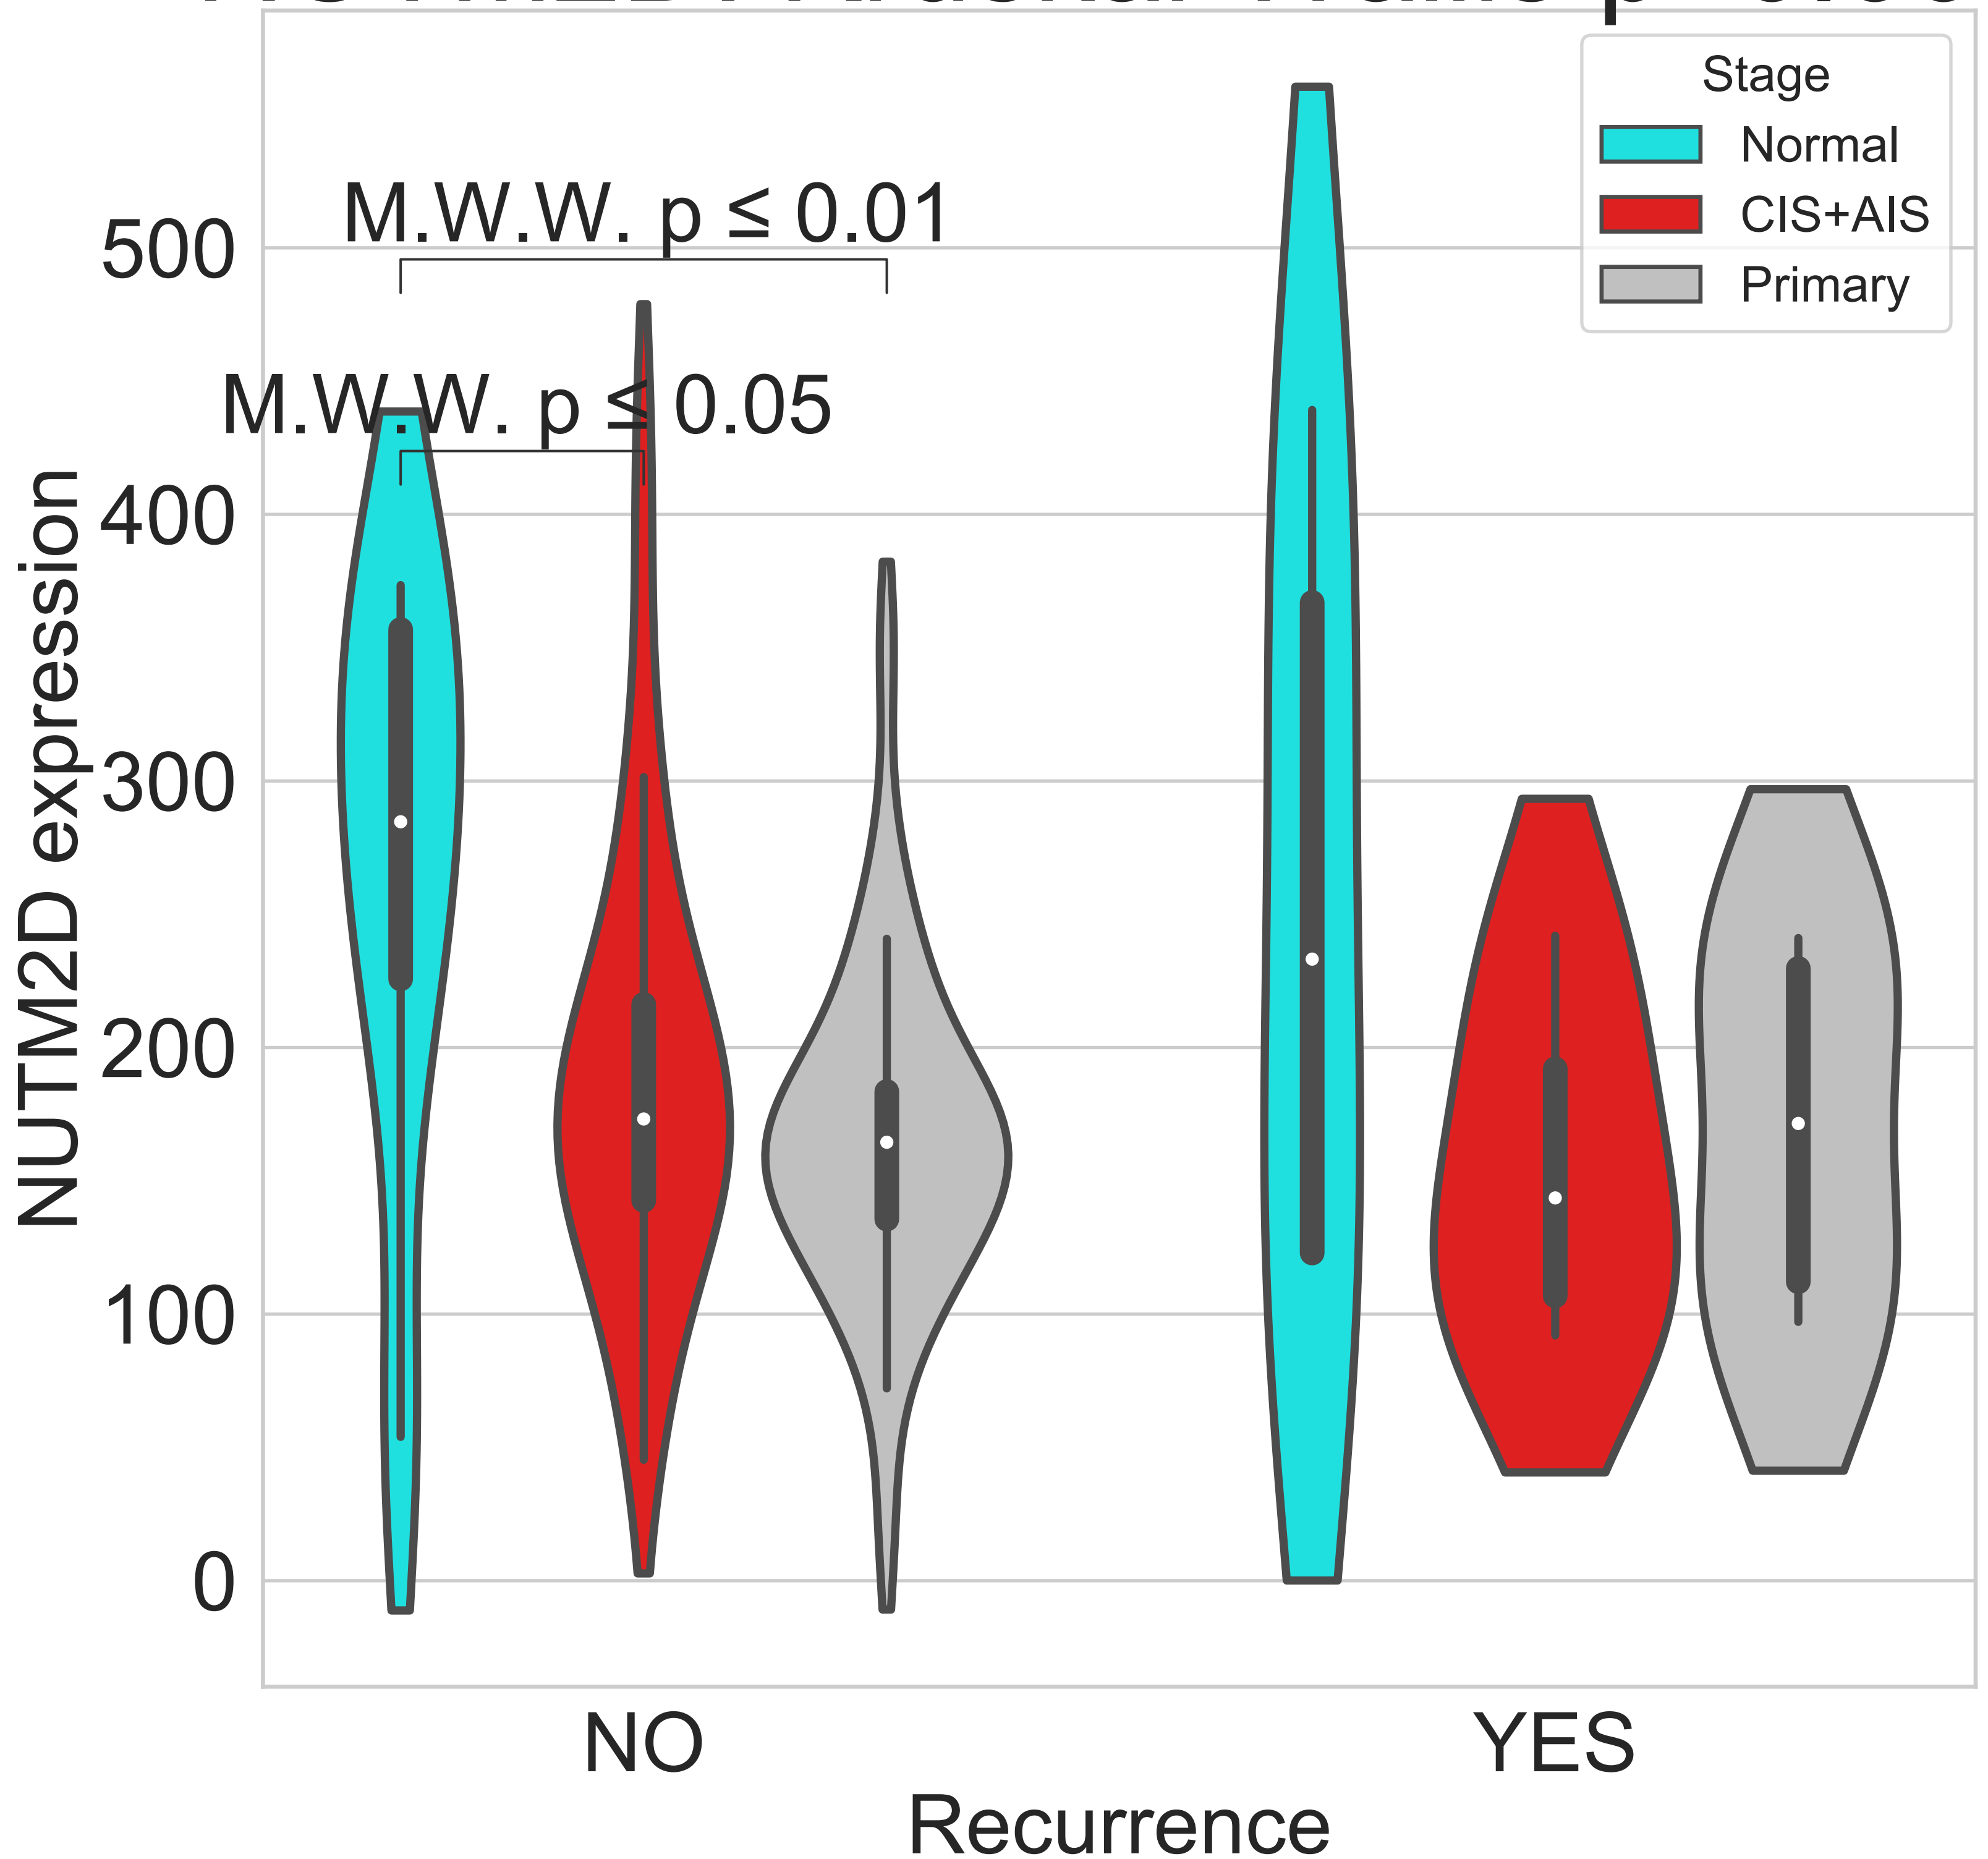 Stage
Normal
CIS+AIS
Primary
M.W.W. p ≤ 0.01
M.W.W. p ≤ 0.05
500
400
300
200
100
0
NUTM2D expression
NO
YES
Recurrence